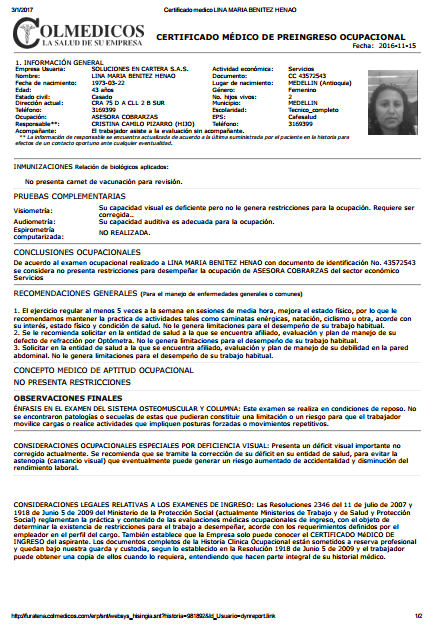 3/1/2017 Certificado medico LINA MARIA BENITEZ HENAO
COLMEDICOS
LA SALUD DE SU EMPRESA
CERTIFICADO MÉDICO DE PREINGRESO OCUPACIONAL
Fecha: 2016-11-15
1. INFORMACIÓN GENERAL
Empresa Usuaria: SOLUCIONES EN CARTERA S.A.S. Actividad económica: Servicios
Nombre: LINA MARIA BENITEZ HENAO Documento: CC 43572543
Fecha de nacimiento: 1973-03-22 Lugar de nacimiento: MEDELLIN (Antioquia)
Edad: 43 años Género: Femenino
Estado civil: Casado No. hijos vivos: 2
Dirección actual: CRA 75 D A CLL 2 B SUR Municipio: MEDELLIN
Teléfono: 3169399 Escolaridad: Tecnico_completo
Ocupación: ASESORA COBRARZAS EPS: Cafesalud
Responsable**: CRISTINA CAMILO PIZARRO (HIJO) Teléfono: 3169399
Acompañante: El trabajador asiste a la evaluación sin acompañante.
** La información de responsable se encuentra actualizada de acuerdo a la última suministrada por el paciente en la historia para
efectos de un contacto oportuno ante cualquier eventualidad.
INMUNIZACIONES Relación de biológicos aplicados:
No presenta carnet de vacunación para revisión.
PRUEBAS COMPLEMENTARIAS
Visiometría: Su capacidad visual es deficiente pero no le genera restricciones para la ocupación. Requiere ser
corregida..
Audiometría: Su capacidad auditiva es adecuada para la ocupación.
Espirometría
computarizada: NO REALIZADA.
CONCLUSIONES OCUPACIONALES
De acuerdo al examen ocupacional realizado a LINA MARIA BENITEZ HENAO con documento de identificación No. 43572543
se considera no presenta restricciones para desempeñar la ocupación de ASESORA COBRARZAS del sector económico
Servicios
RECOMENDACIONES GENERALES (Para el manejo de enfermedades generales o comunes)
1. El ejercicio regular al menos 5 veces a la semana en sesiones de media hora, mejora el estado físico, por lo que le
recomendamos mantener la practica de actividades tales como caminatas enérgicas, natación, ciclismo u otra, acorde con
su interés, estado físico y condición de salud. No le genera limitaciones para el desempeño de su trabajo habitual.
2. Se le recomienda solicitar en la entidad de salud a la que se encuentra afiliado, evaluación y plan de manejo de su
defecto de refracción por Optómetra. No le genera limitaciones para el desempeño de su trabajo habitual.
3. Solicitar en la entidad de salud a la que se encuentra afiliado, evaluación y plan de manejo de su debilidad en la pared
abdominal. No le genera limitaciones para el desempeño de su trabajo habitual.
CONCEPTO MEDICO DE APTITUD OCUPACIONAL
NO PRESENTA RESTRICCIONES
OBSERVACIONES FINALES
ÉNFASIS EN EL EXAMEN DEL SISTEMA OSTEOMUSCULAR Y COLUMNA: Este examen se realiza en condiciones de reposo. No se
encontraron patologías o secuelas de estas que pudieran constituir una limitación o un riesgo para que el trabajador
movilice cargas o realice actividades que impliquen posturas forzadas o movimientos repetitivos.
CONSIDERACIONES OCUPACIONALES ESPECIALES POR DEFICIENCIA VISUAL: Presenta un déficit visual importante no
corregido actualmente. Se recomienda que se tramite la corrección de su déficit en su entidad de salud, para evitar la
astenopia (cansancio visual) que eventualmente puede generar un riesgo aumentado de accidentalidad y disminución del
rendimiento laboral.
CONSIDERACIONES LEGALES RELATIVAS A LOS EXAMENES DE INGRESO: Las Resoluciones 2346 del 11 de julio de 2007 y
1918 de Junio 5 de 2009 del Ministerio de la Protección Social (actualmente Ministerios de Trabajo y de Salud y Protección
Social) reglamentan la práctica y contenido de las evaluaciones médicas ocupacionales de ingreso, con el objeto de
determinar la existencia de restricciones para el trabajo a desempeñar, acorde con los requerimientos definidos por el
empleador en el perfil del cargo. También establece que la Empresa solo puede conocer el CERTIFICADO MÉDICO DE
INGRESO del aspirante. Los documentos completos de la Historia Clínica Ocupacional están sometidos a reserva profesional
y quedan bajo nuestra guarda y custodia, segun lo establecido en la Resolución 1918 de Junio 5 de 2009 y el trabajador
puede obtener una copia de ellos cuando lo requiera, entendiendo que hacen parte integral de su historial médico.
http://furatena.colmedicos.com/erp/snt/websys_hisingia.snt?historia=981892&Id_Usuario=dynreport.link 1/2